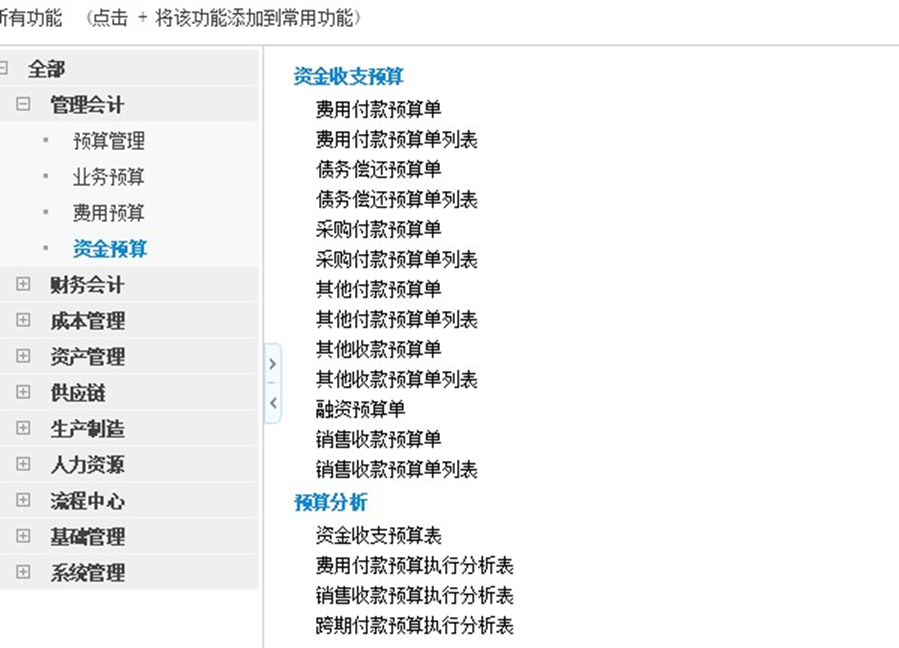 所有功能 （点击 + 将该功能添加到常用功能）
全部
管理会计
预算管理
业务预算
费用预算
资金预算
财务会计
成本管理
资产管理
供应链
生产制造
人力资源
流程中心
基础管理
系统管理
资金收支预算
费用付款预算单
费用付款预算单列表
债务偿还预算单
债务偿还预算单列表
采购付款预算单
采购付款预算单列表
其他付款预算单
其他付款预算单列表
其他收款预算单
其他收款预算单列表
融资预算单
销售收款预算单
销售收款预算单列表
预算分析
资金收支预算表
费用付款预算执行分析表
销售收款预算执行分析表
跨期付款预算执行分析表